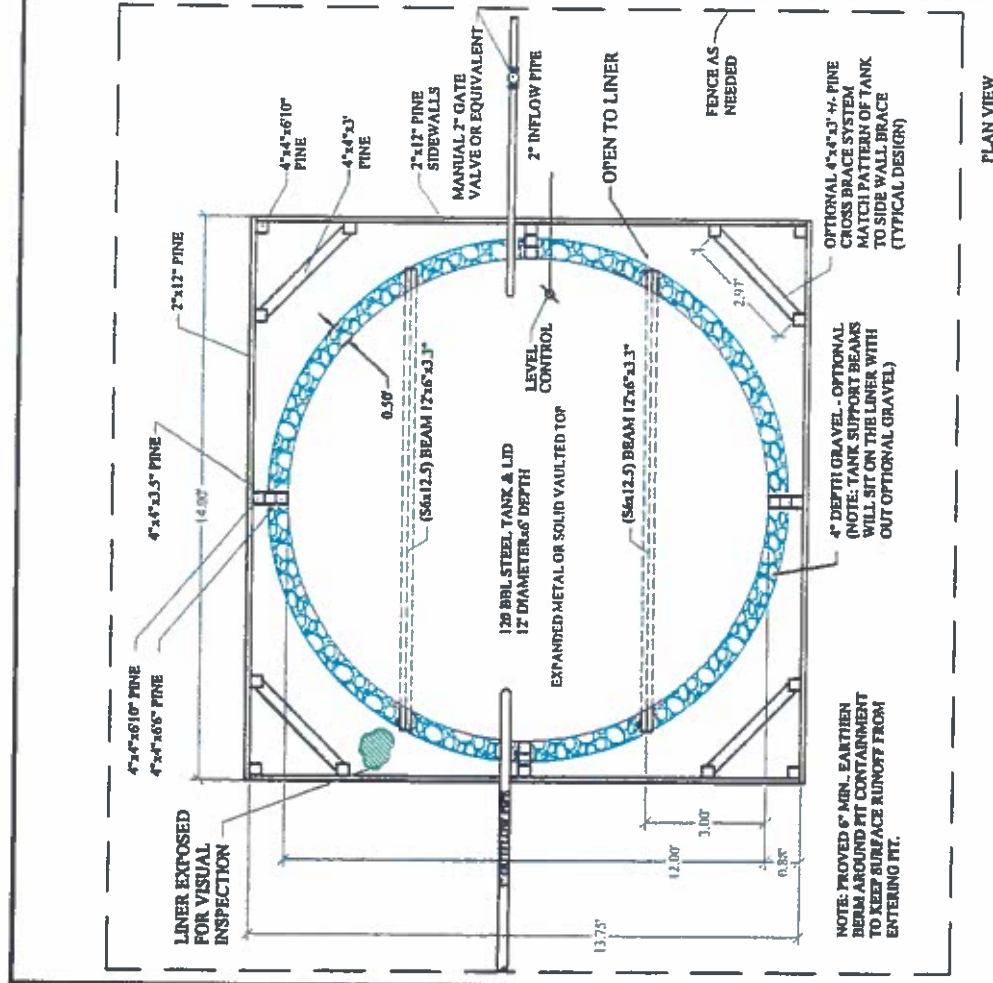 4"x4"x6'10" PINE
4"x4"x6'6" PINE
4"x4"x3.5" PINE
2"x12" PINE
4"x4"x6'10"
PINE
4"x4"x3'
PINE
14.00'
2"x12" PINE
SIDEWALLS
MANUAL 2" GATE
VALVE OR EQUIVALENT
2" INFLOW PIPE
OPEN TO LINER
LINER EXPOSED
FOR VISUAL
INSPECTION
0.50'
(S6x12.5) BEAM 12'x6"x3.3"
LEVEL
CONTROL
120 BBL STEEL TANK & LID
12' DIAMETERx6' DEPTH
EXPANDED METAL OR SOLID VAULTED TOP
(S6x12.5) BEAM 12'x6"x3.3"
13.75'
12.00'
3.00'
0.88'
2.97'
FENCE AS
NEEDED
NOTE: PROVED 6" MIN.. EARTHEN
BERM AROUND PIT CONTAINMENT
TO KEEP SURFACE RUNOFF FROM
ENTERING PIT.
4" DEPTH GRAVEL - OPTIONAL
(NOTE: TANK SUPPORT BEAMS
WILL SIT ON THE LINER WITH
OUT OPTIONAL GRAVEL)
OPTIONAL 4"x4"x3' +/- PINE
CROSS BRACE SYSTEM
MATCH PATTERN OF TANK
TO SIDE WALL BRACE
(TYPICAL DESIGN)
PLAN VIEW